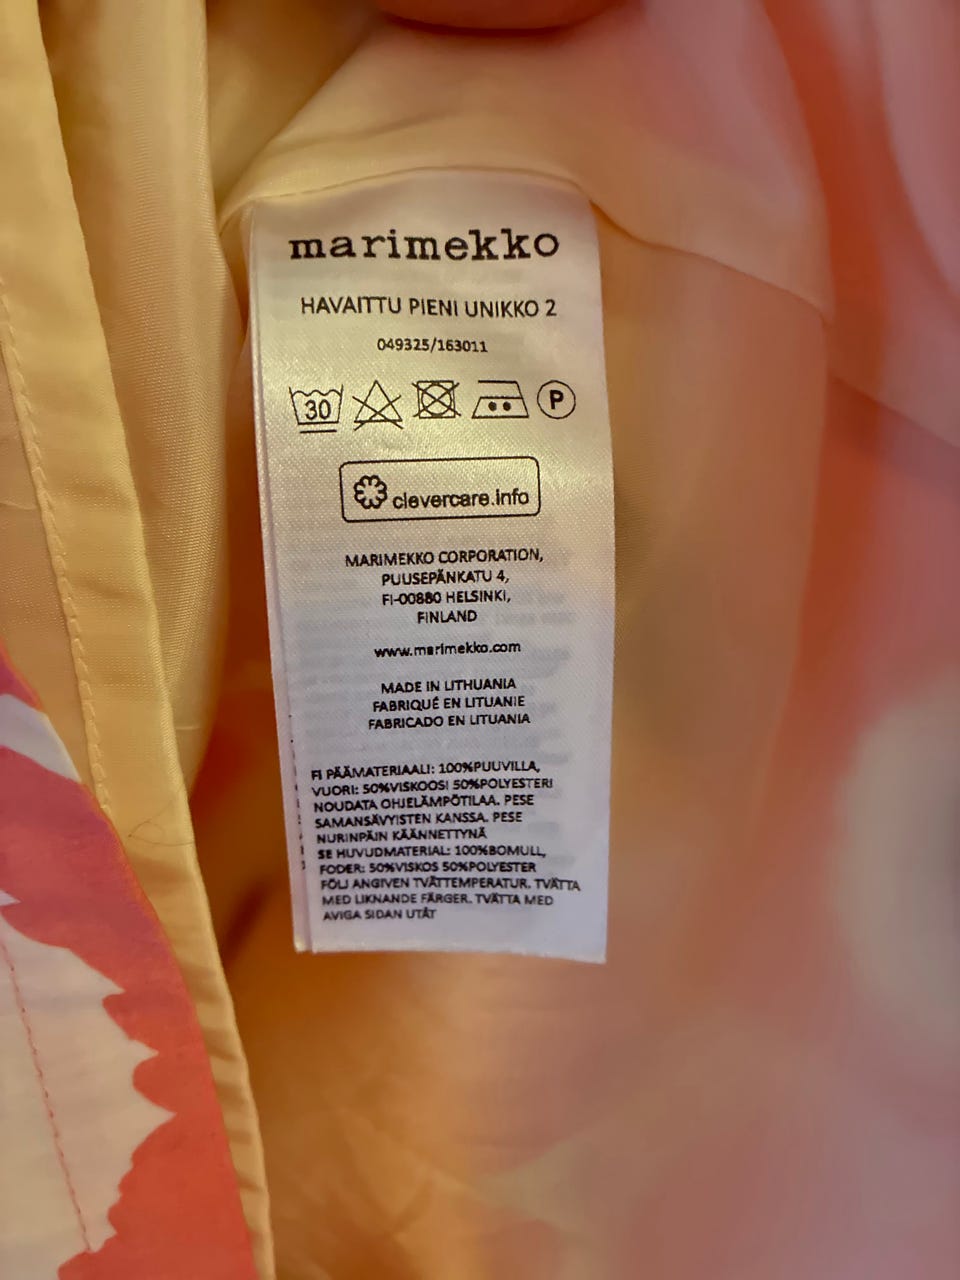 marimekko
HAVAITTU PIENI UNIKKO 2
049325/163011
30
P
clevercare.info
MARIMEKKO CORPORATION,
PUUSEPÄNKATU 4,
FI-00880 HELSINKI,
FINLAND
www.marimekko.com
MADE IN LITHUANIA
FABRIQUÉ EN LITUANIE
FABRICADO EN LITUANIA
FI PÄÄMATERIAALI: 100%PUUVILLA,
VUORI: 50%VISKOOSI 50%POLYESTERI
NOUDATA OHJELÄMPÖTILAA. PESE
SAMANSÄVYISTEN KANSSA. PESE
NURINPÄIN KÄÄNNETTYNÄ
SE HUVUDMATERIAL: 100%BOMULL,
FODER: 50%VISKOS 50%POLYESTER
FÖLJ ANGIVEN TVÄTTEMPERATUR. TVÄTTA
MED LIKNANDE FÄRGER. TVÄTTA MED
AVIGA SIDAN UTÅT